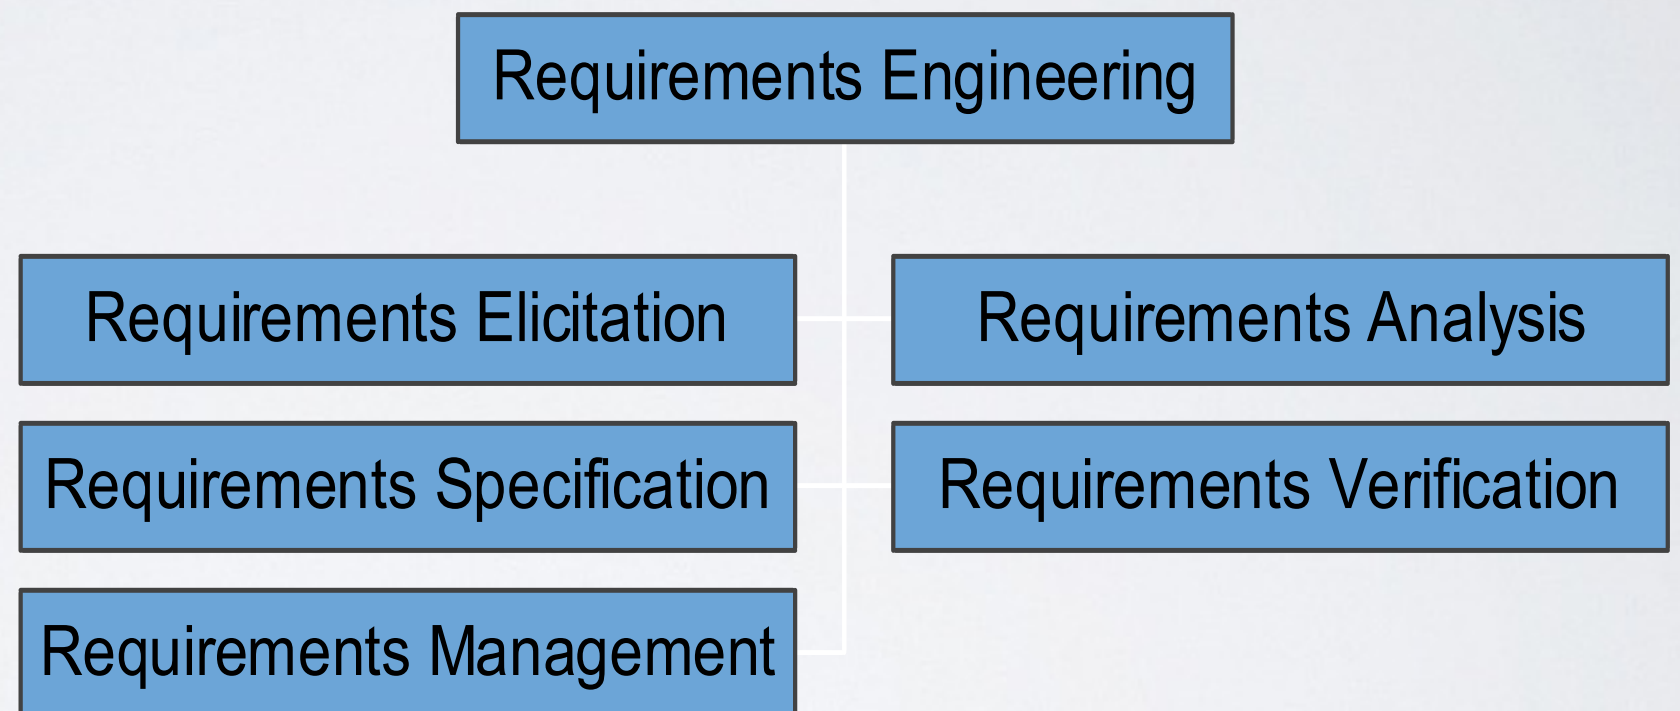 Requirements Engineering
Requirements Elicitation
Requirements Analysis
Requirements Specification
Requirements Verification
Requirements Management